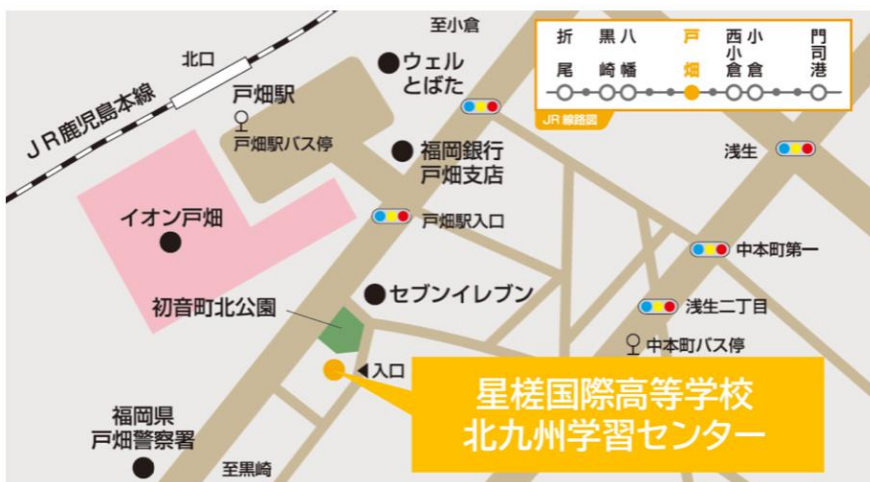 至小倉
北口
ウェル
とばた
戸畑駅
JR鹿児島本線
戸畑駅バス停
福岡銀行
戸畑支店
折尾
黒崎
八幡
戸畑
西小倉
小倉
門司港
JR線路図
浅生
イオン戸畑
戸畑駅入口
中本町第一
初音町北公園
セブンイレブン
浅生二丁目
中本町バス停
入口
星槎国際高等学校
北九州学習センター
福岡県
戸畑警察署
至黒崎